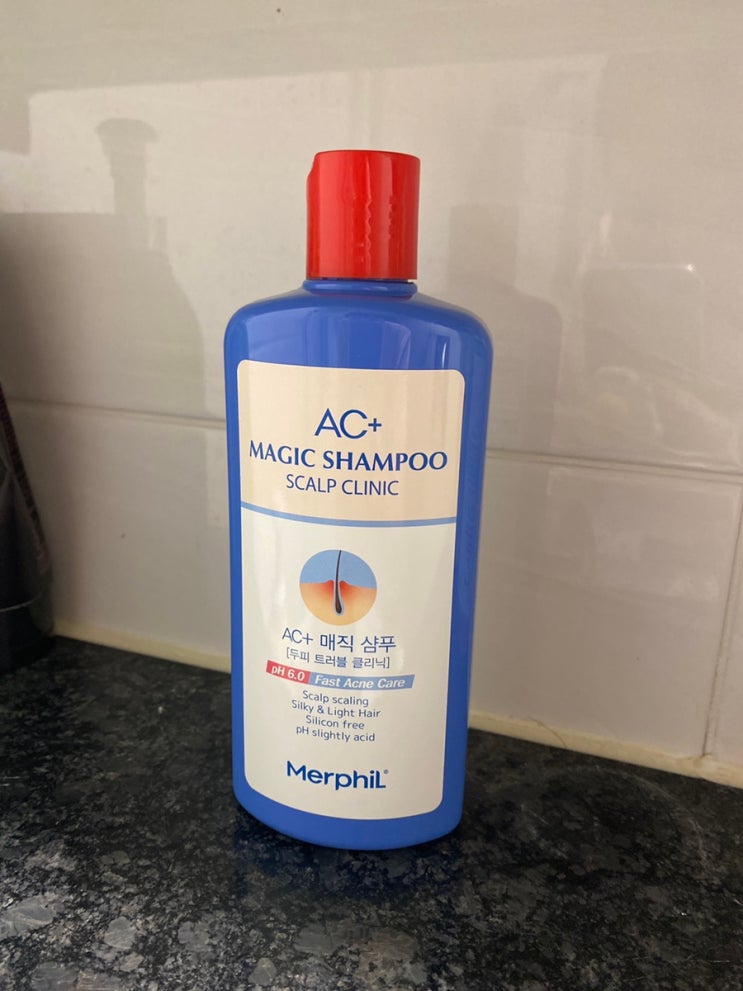 AC+
MAGIC SHAMPOO
SCALP CLINIC
AC+ 매직 샴푸
[두피 트러블 클리닉]
pH 6.0 Fast Acne Care
Scalp scaling
Silky & Light Hair
Silicon free
pH slightly acid
Merphil®